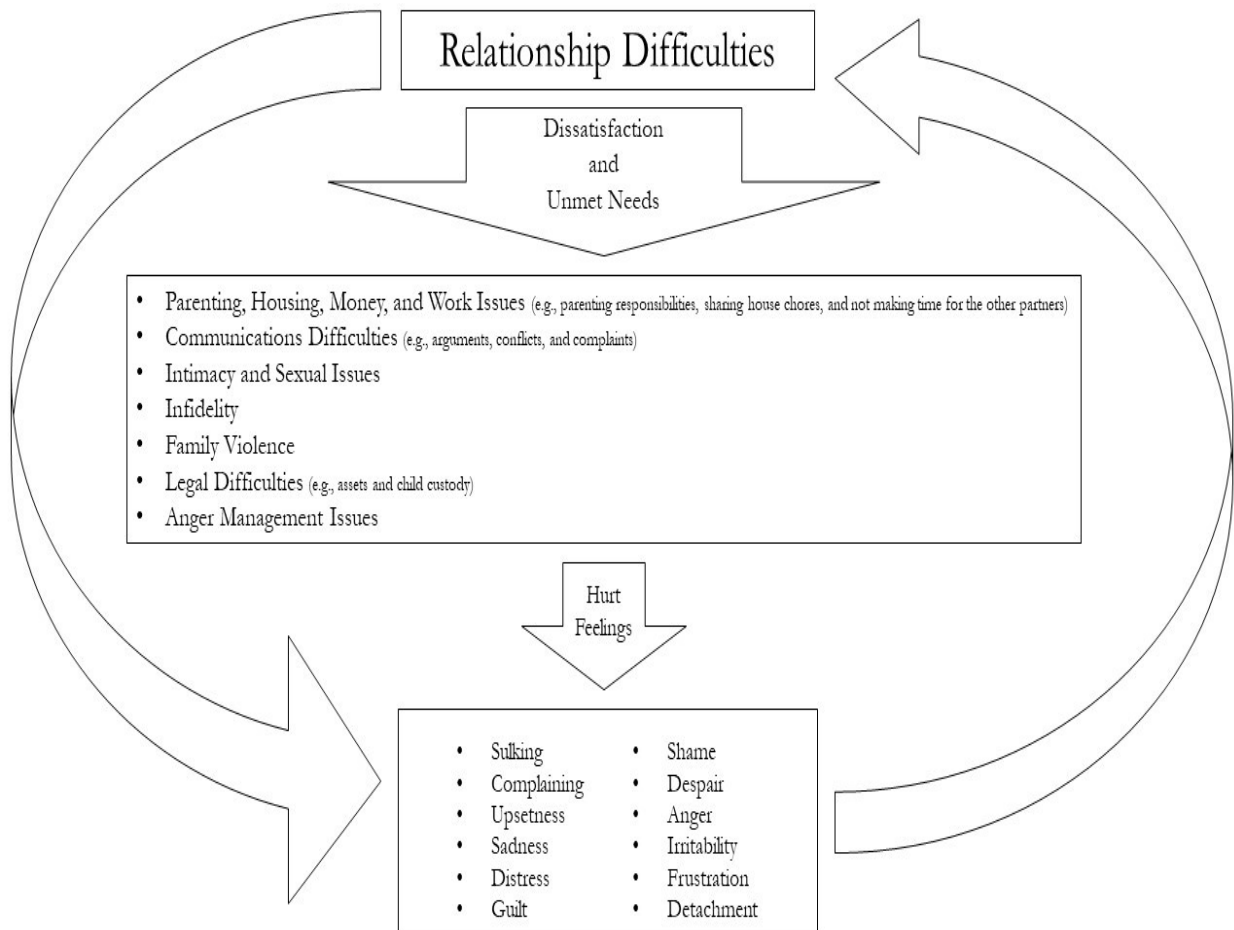 Relationship Difficulties
Dissatisfaction
and
Unmet Needs
• Parenting, Housing, Money, and Work Issues (e.g., parenting responsibilities, sharing house chores, and not making time for the other partners)
• Communications Difficulties (e.g., arguments, conflicts, and complaints)
• Intimacy and Sexual Issues
• Infidelity
• Family Violence
• Legal Difficulties (e.g., assets and child custody)
• Anger Management Issues
Hurt
Feelings
• Sulking
• Complaining
• Upsetness
• Sadness
• Distress
• Guilt
• Shame
• Despair
• Anger
• Irritability
• Frustration
• Detachment